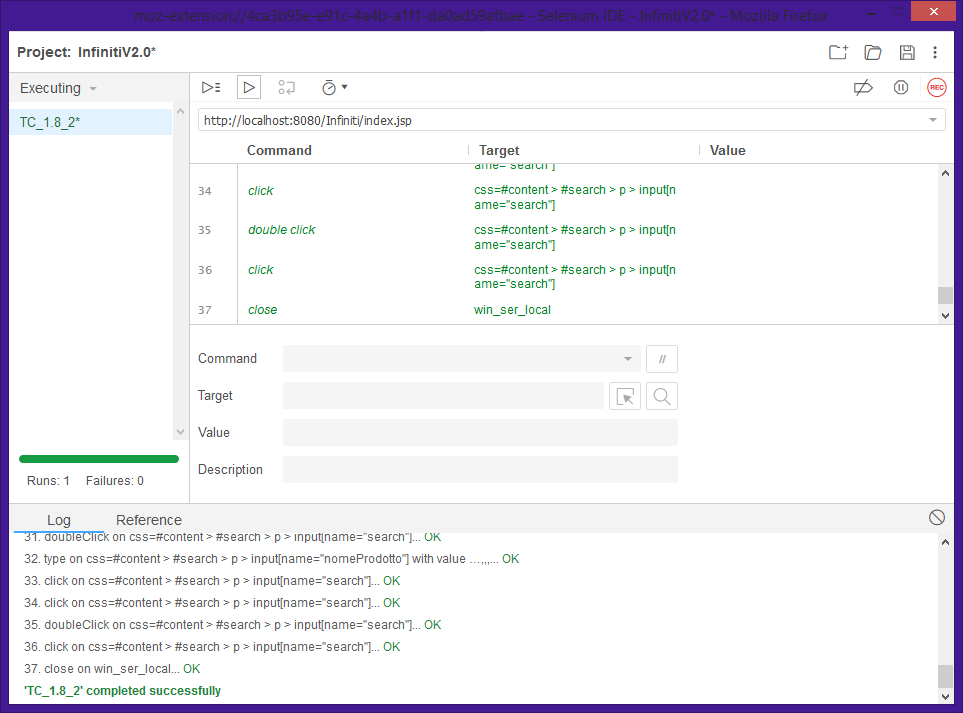 moz-extension://4ca3b95e-e91c-4a4b-a1f1-da0ad59afbae - Selenium IDE - InfinitiV2.0* - Mozilla Firefox
Project: InfinitiV2.0*
Executing
REC
TC_1.8_2*
http://localhost:8080/Infiniti/index.jsp
Command Target Value
ame="search"]
34 click css=#content > #search > p > input[n
ame="search"]
35 double click css=#content > #search > p > input[n
ame="search"]
36 click css=#content > #search > p > input[n
ame="search"]
37 close win_ser_local
Command //
Target
Value
Description
Runs: 1 Failures: 0
Log Reference
31. doubleClick on css=#content > #search > p > input[name="search"]... OK
32. type on css=#content > #search > p > input[name="nomeProdotto"] with value ...,,,... OK
33. click on css=#content > #search > p > input[name="search"]... OK
34. click on css=#content > #search > p > input[name="search"]... OK
35. doubleClick on css=#content > #search > p > input[name="search"]... OK
36. click on css=#content > #search > p > input[name="search"]... OK
37. close on win_ser_local... OK
'TC_1.8_2' completed successfully